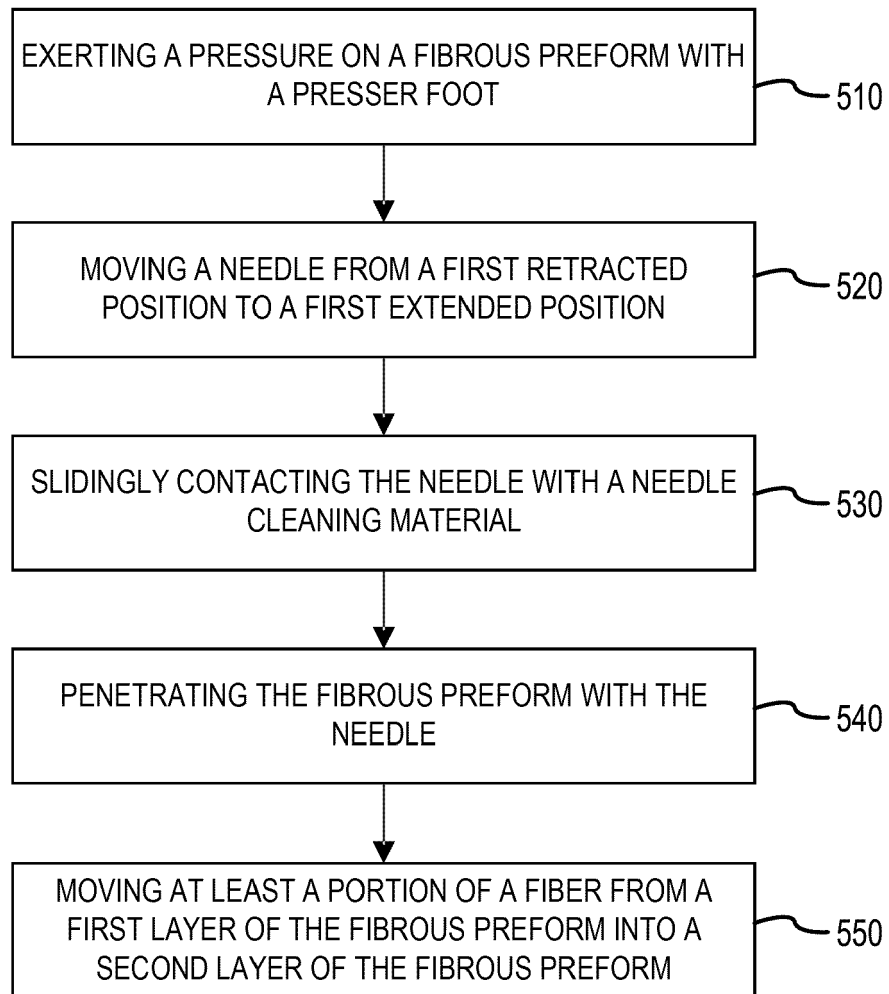 EXERTING A PRESSURE ON A FIBROUS PREFORM WITH
A PRESSER FOOT
510
MOVING A NEEDLE FROM A FIRST RETRACTED
POSITION TO A FIRST EXTENDED POSITION
520
SLIDINGLY CONTACTING THE NEEDLE WITH A NEEDLE
CLEANING MATERIAL
530
PENETRATING THE FIBROUS PREFORM WITH THE
NEEDLE
540
MOVING AT LEAST A PORTION OF A FIBER FROM A
FIRST LAYER OF THE FIBROUS PREFORM INTO A
SECOND LAYER OF THE FIBROUS PREFORM
550